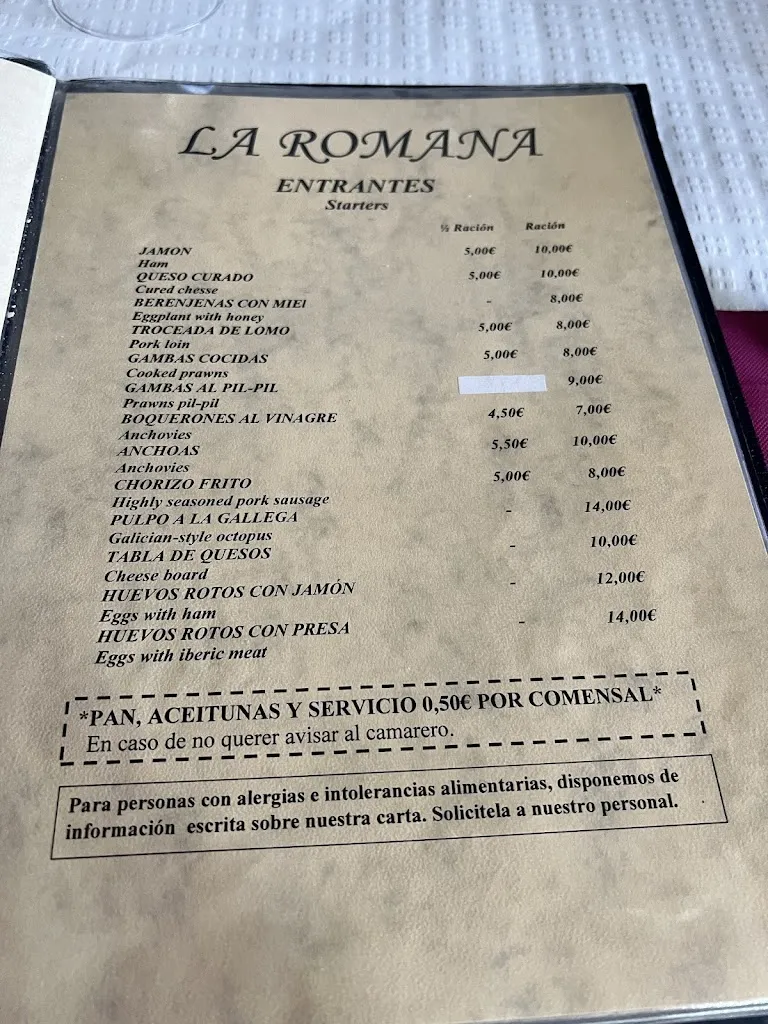 LA ROMANA
ENTRANTES
Starters
½ Ración Ración
JAMON 5,00€ 10,00€
Ham
QUESO CURADO 5,00€ 10,00€
Cured chesse
BERENJENAS CON MIEl - 8,00€
Eggplant with honey
TROCEADA DE LOMO 5,00€ 8,00€
Pork loin
GAMBAS COCIDAS 5,00€ 8,00€
Cooked prawns
GAMBAS AL PIL-PIL 9,00€
Prawns pil-pil
BOQUERONES AL VINAGRE 4,50€ 7,00€
Anchovies
ANCHOAS 5,50€ 10,00€
Anchovies
CHORIZO FRITO 5,00€ 8,00€
Highly seasoned pork sausage
PULPO A LA GALLEGA - 14,00€
Galician-style octopus
TABLA DE QUESOS - 10,00€
Cheese board
HUEVOS ROTOS CON JAMÓN - 12,00€
Eggs with ham
HUEVOS ROTOS CON PRESA - 14,00€
Eggs with iberic meat
*PAN, ACEITUNAS Y SERVICIO 0,50€ POR COMENSAL*
En caso de no querer avisar al camarero.
Para personas con alergias e intolerancias alimentarias, disponemos de
información escrita sobre nuestra carta. Solicitela a nuestro personal.